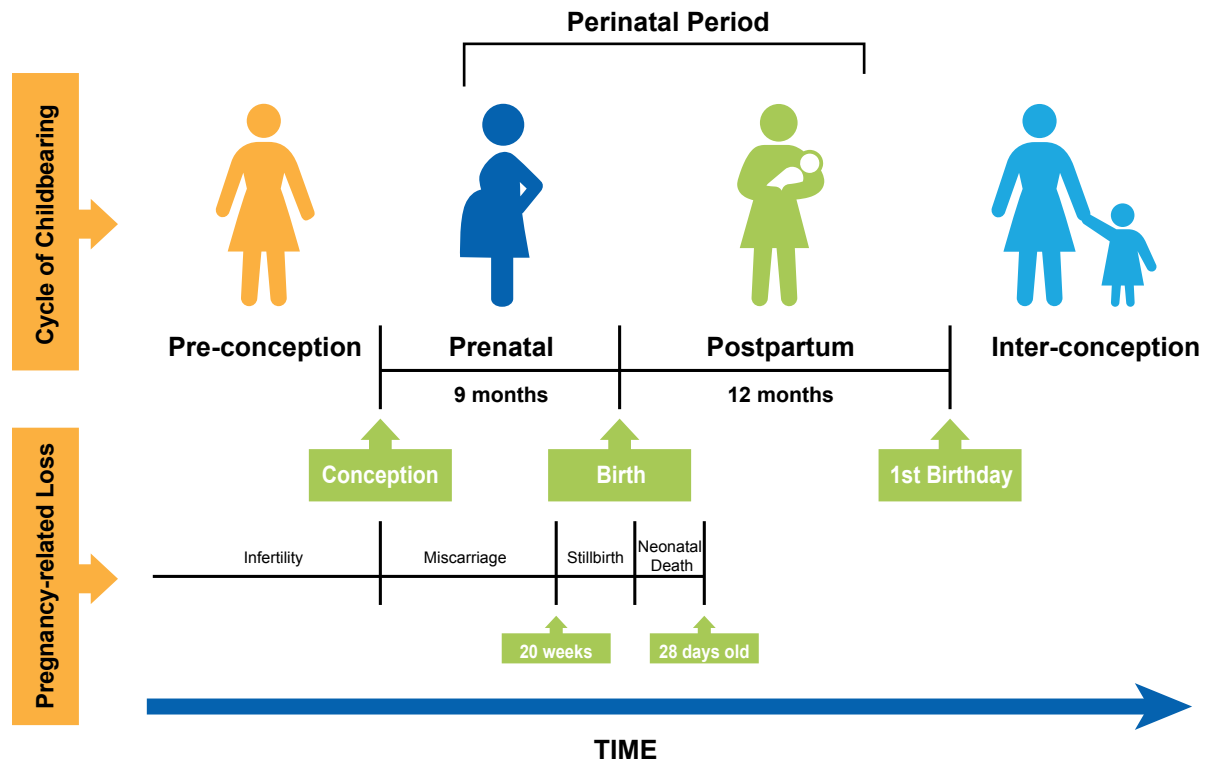 Perinatal Period
Cycle of Childbearing
Pre-conception
Prenatal
Postpartum
Inter-conception
9 months
12 months
Conception
Birth
1st Birthday
Pregnancy-related Loss
Infertility
Miscarriage
Stillbirth
Neonatal
Death
20 weeks
28 days old
TIME